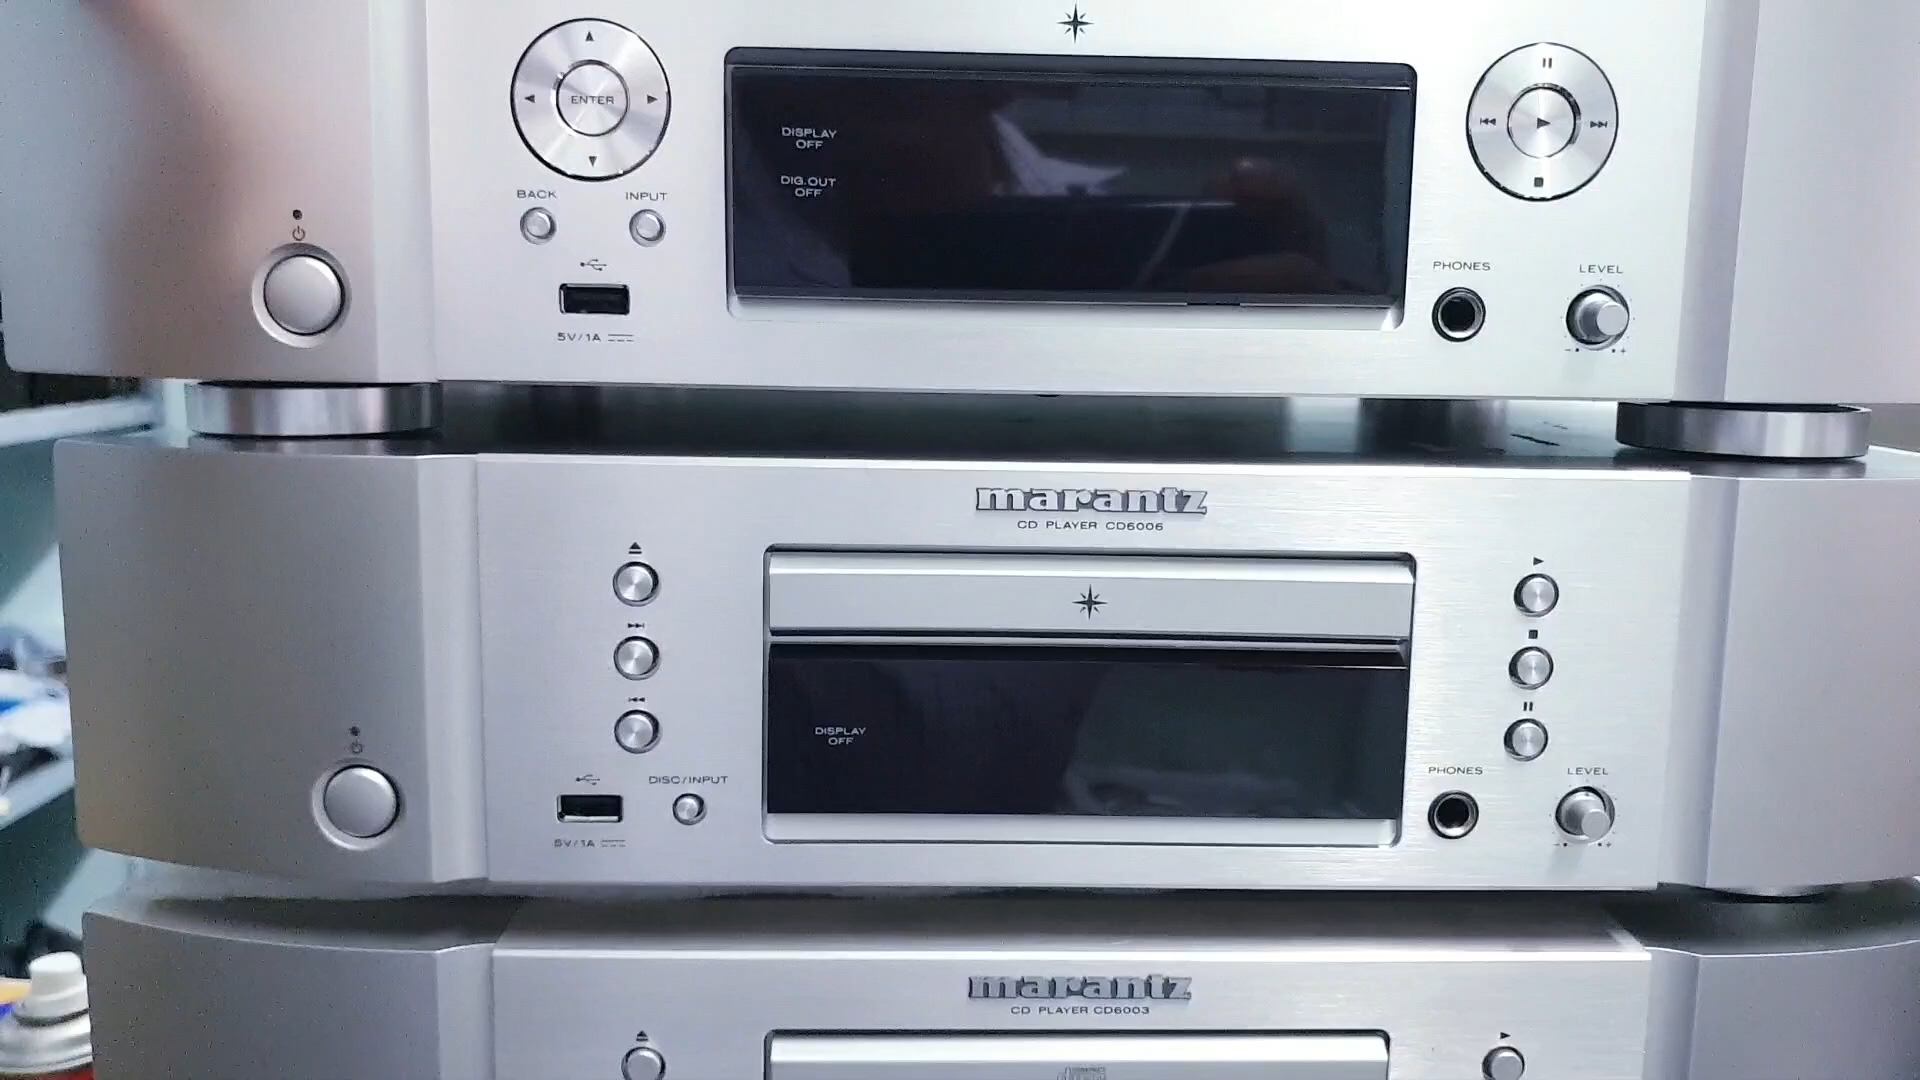 ENTER
BACK
INPUT
5V/1A
DISPLAY
OFF
DIG.OUT
OFF
PHONES
LEVEL
marantz
CD PLAYER CD6006
DISPLAY
OFF
DISC/INPUT
5V/1A
PHONES
LEVEL
marantz
CD PLAYER CD6003